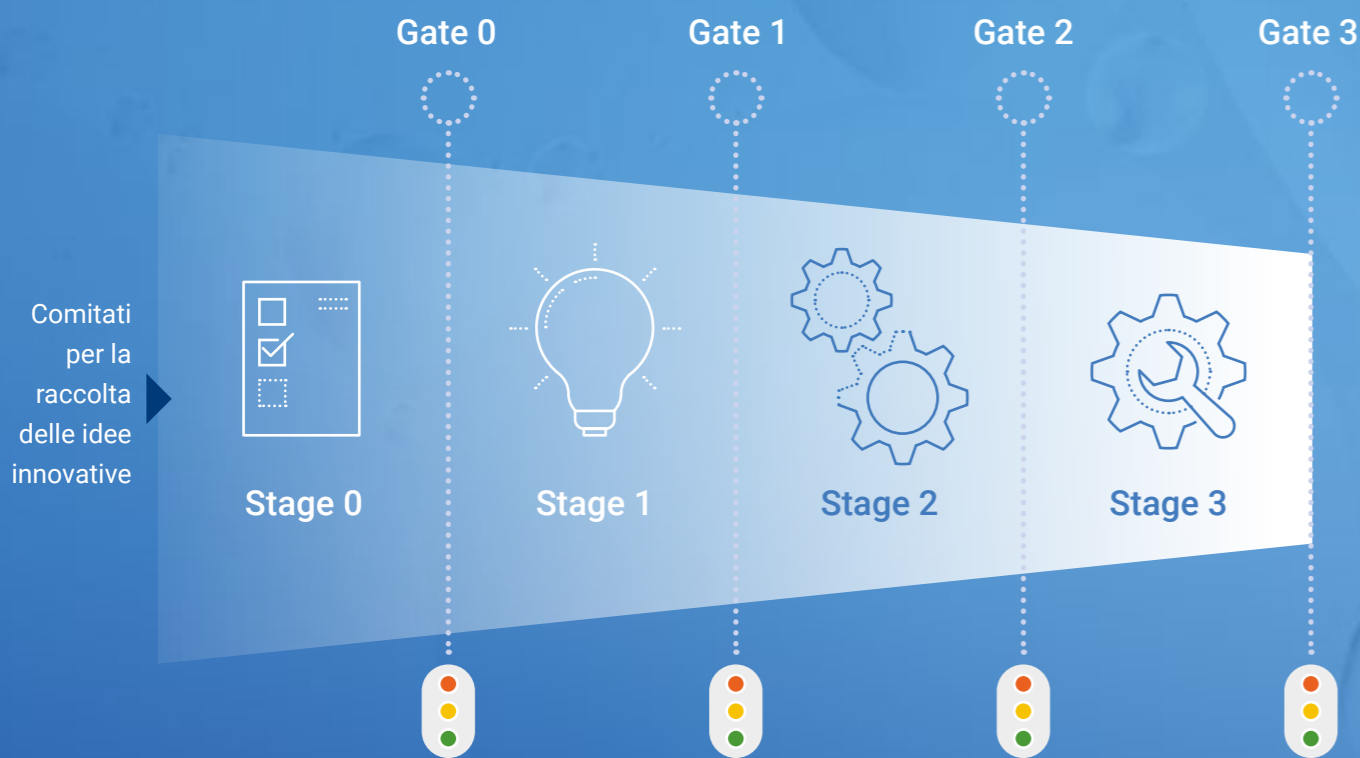 Gate 0
Gate 1
Gate 2
Gate 3
Comitati
per la
raccolta
delle idee
innovative
Stage 0
Stage 1
Stage 2
Stage 3